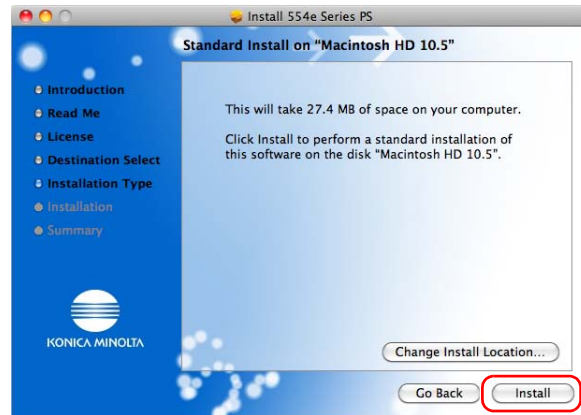 Install 554e Series PS
Standard Install on “Macintosh HD 10.5”
Introduction
Read Me
License
Destination Select
Installation Type
Installation
Summary
This will take 27.4 MB of space on your computer.
Click Install to perform a standard installation of
this software on the disk “Macintosh HD 10.5”.
KONICA MINOLTA
Change Install Location...
Go Back
Install